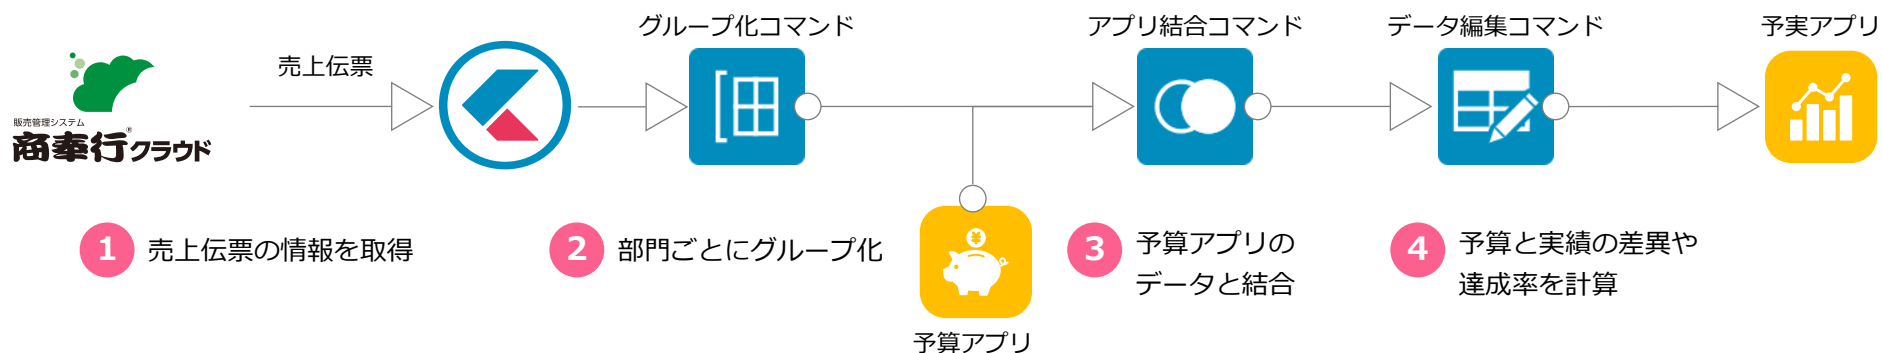 グループ化コマンド
アプリ結合コマンド
データ編集コマンド
予実アプリ
売上伝票
販売管理システム
商奉行®クラウド
1 売上伝票の情報を取得
2 部門ごとにグループ化
3 予算アプリの
データと結合
4 予算と実績の差異や
達成率を計算
¥
予算アプリ